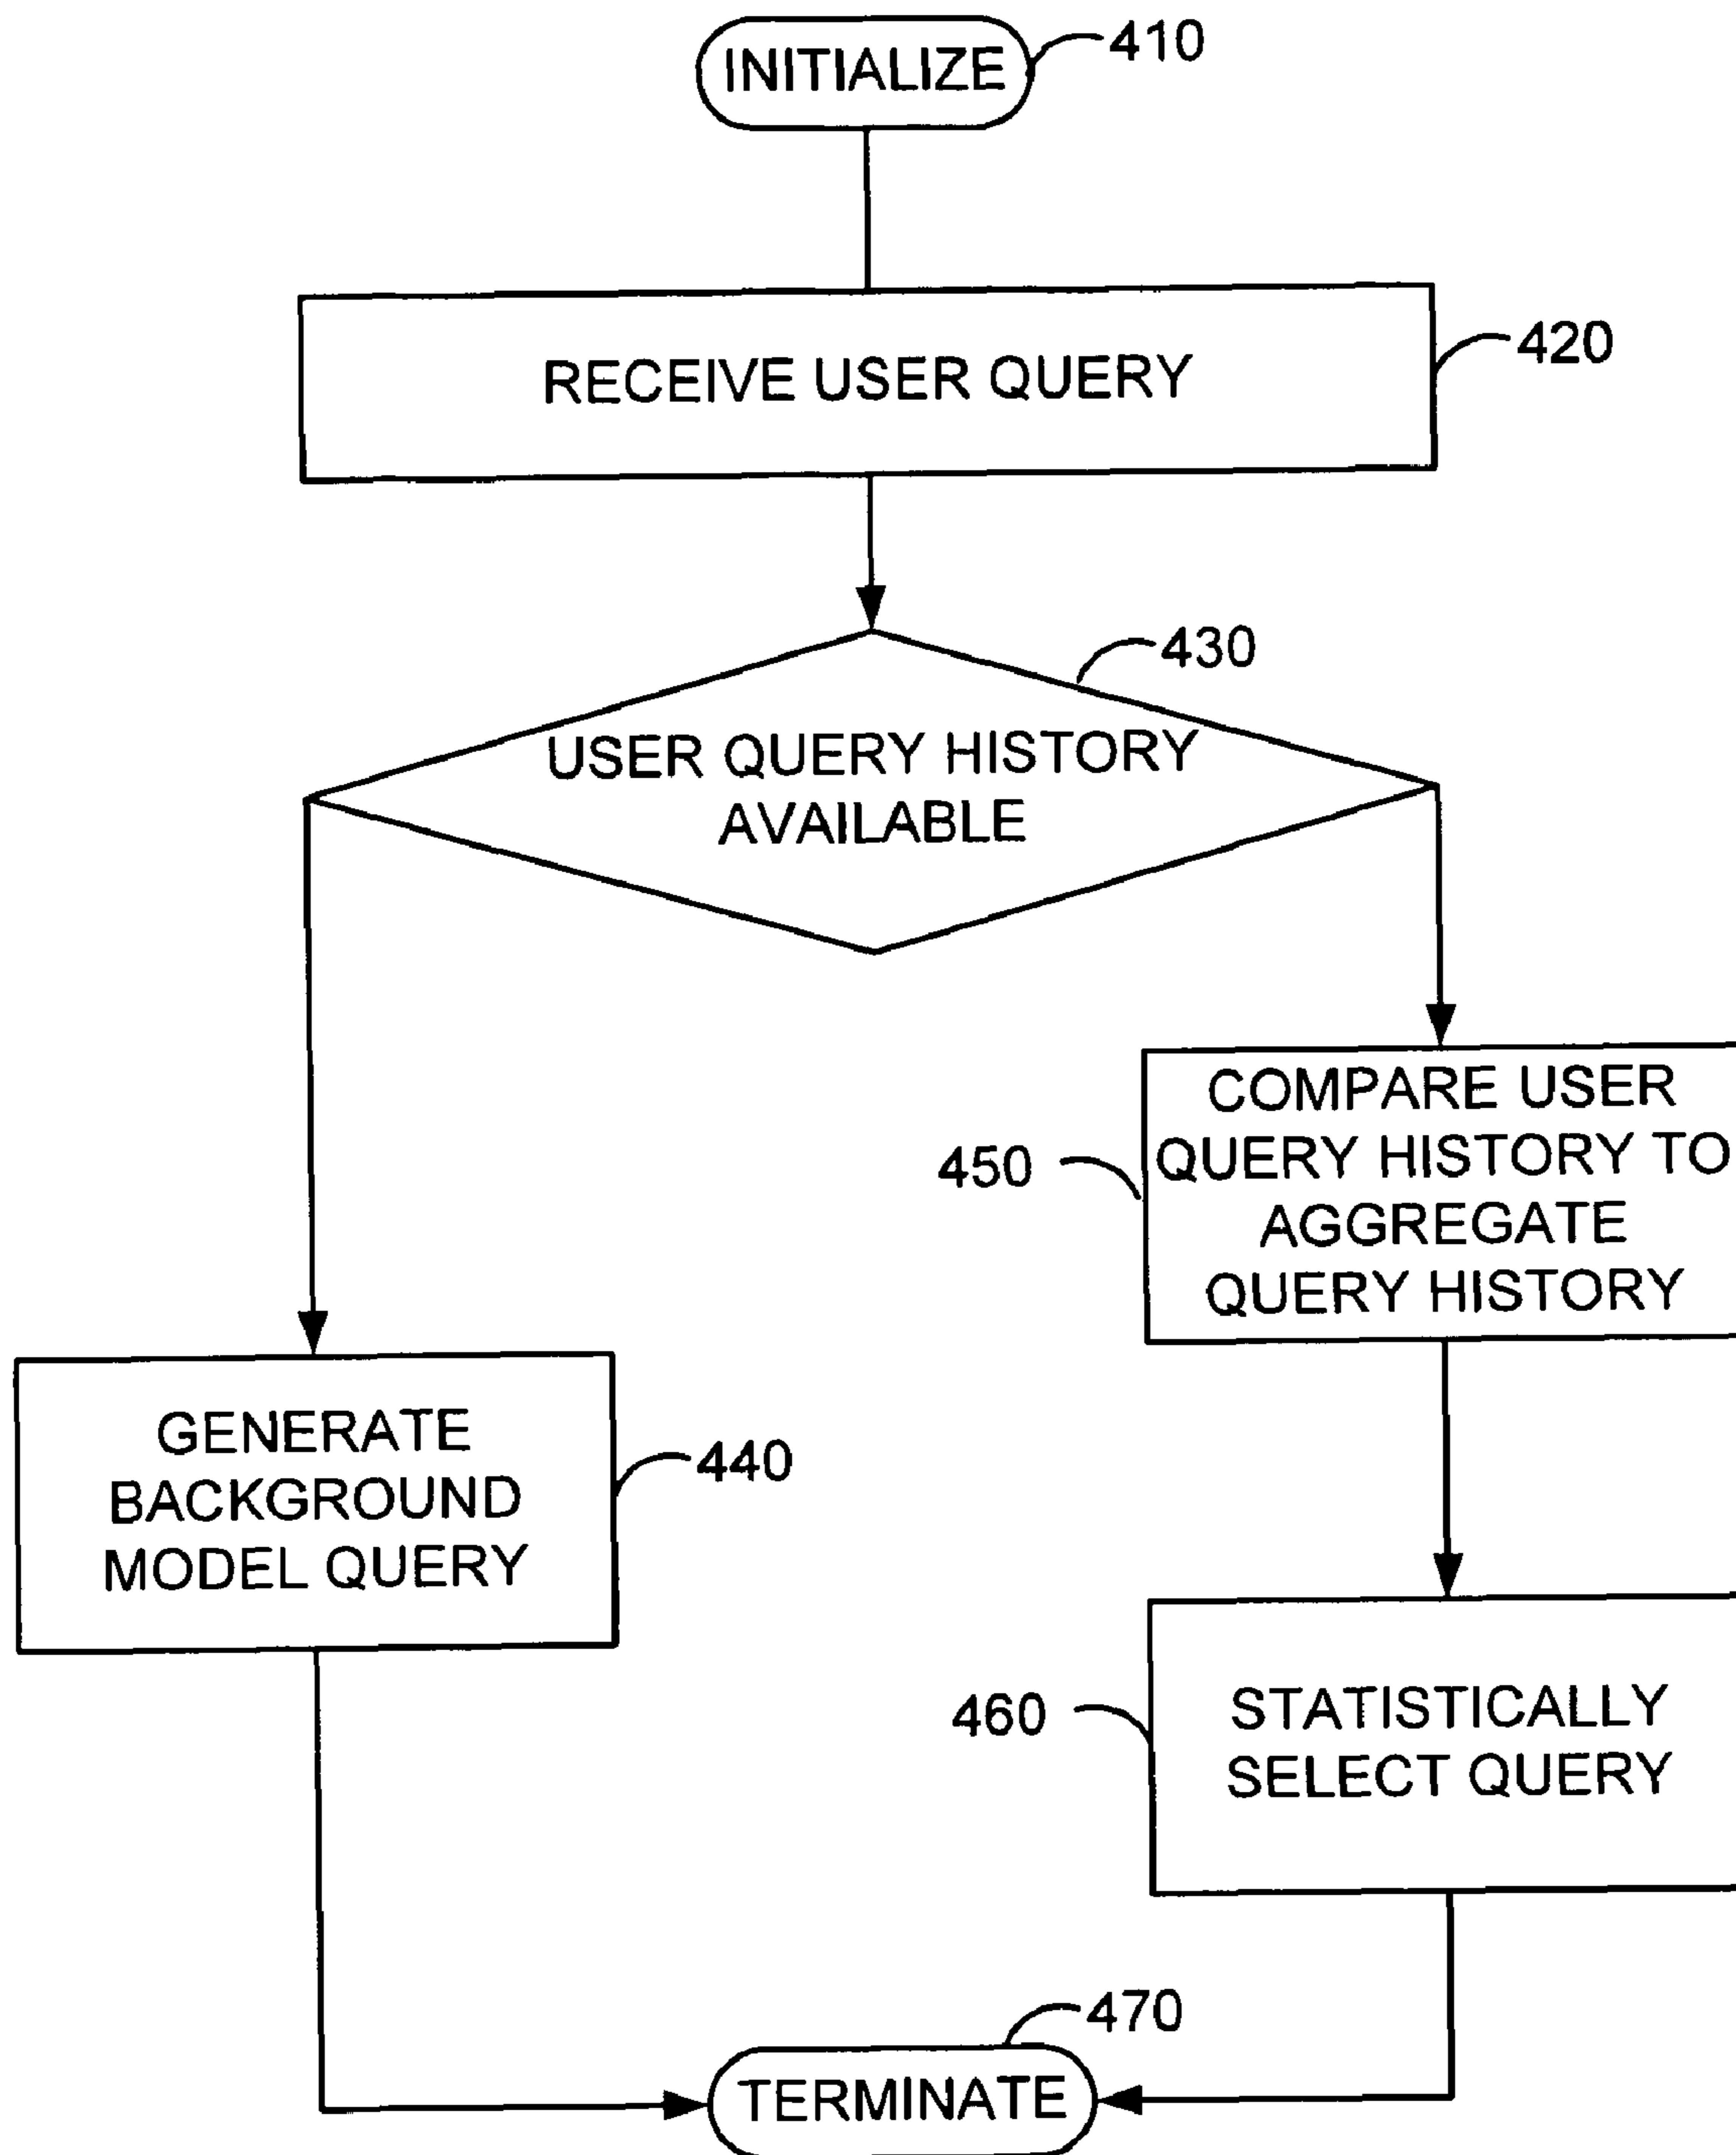 INITIALIZE
410
RECEIVE USER QUERY
420
430
USER QUERY HISTORY
AVAILABLE
COMPARE USER
QUERY HISTORY TO
AGGREGATE
QUERY HISTORY
450
GENERATE
BACKGROUND
MODEL QUERY
440
STATISTICALLY
SELECT QUERY
460
470
TERMINATE